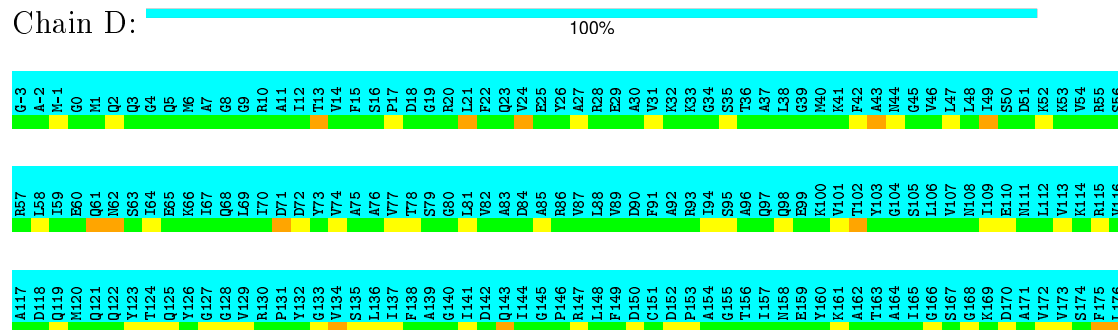 Chain D:
100%
G-3 A-2 M-1 G0 M1 Q2 Q3 G4 Q5 M6 A7 G8 G9 R10 A11 I12 T13 V14 F15 S16 P17 D18 G19 R20 L21 F22 Q23 V24 E25 Y26 A27 R28 E29 A30 V31 K32 K33 G34 S35 T36 A37 L38 G39 M40 K41 F42 A43 N44 G45 V46 L47 L48 I49 S50 D51 K52 K53 V54 R55 S56
R57 L58 I59 E60 Q61 N62 S63 I64 E65 K66 I67 Q68 L69 I70 D71 D72 Y73 V74 A75 A76 V77 T78 S79 G80 L81 V82 A83 D84 A85 R86 V87 L88 V89 D90 F91 A92 R93 I94 S95 A96 Q97 Q98 E99 K100 V101 T102 Y103 G104 S105 L106 V107 N108 I109 E110 N111 L112 V113 K114 R115 V116
A117 D118 Q119 M120 Q121 Q122 Y123 T124 Q125 Y126 G127 G128 V129 R130 P131 Y132 G133 V134 S135 L136 I137 F138 A139 G140 I141 D142 Q143 I144 G145 P146 R147 L148 F149 D150 C151 D152 P153 A154 G155 T156 I157 N158 E159 Y160 K161 A162 T163 A164 I165 G166 S167 G168 K169 D170 A171 V172 V173 S174 F175